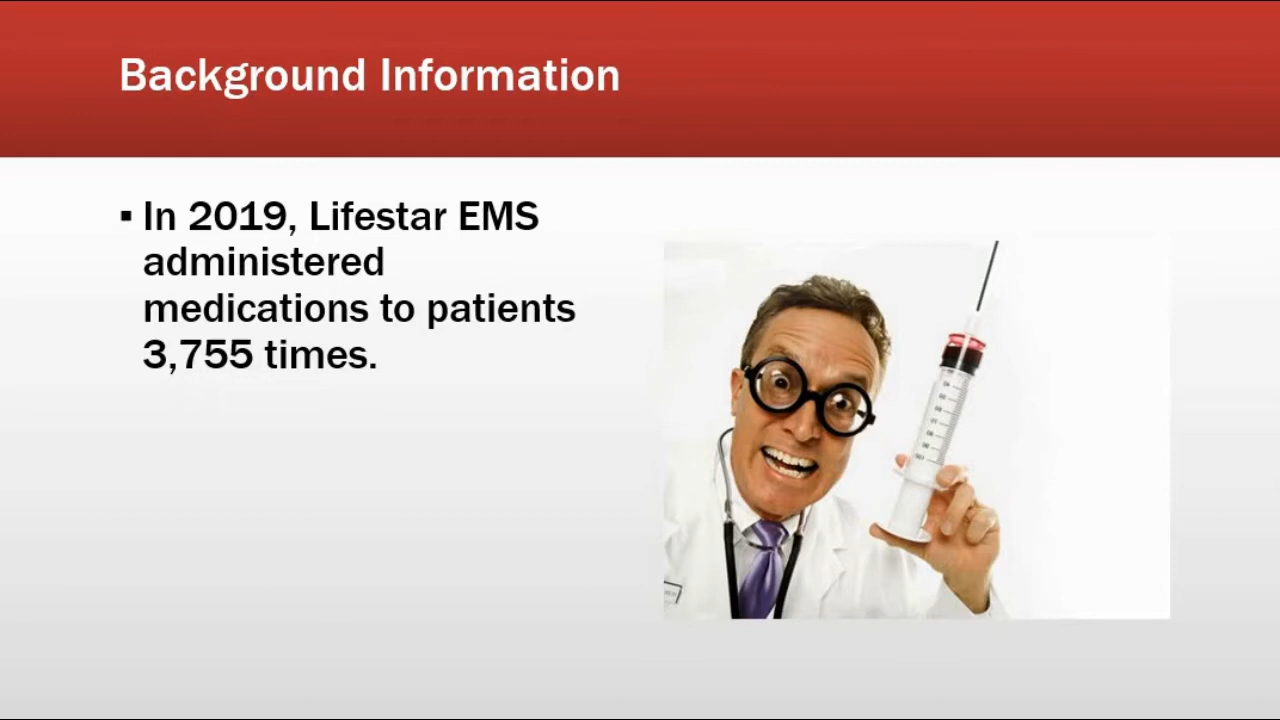 Background Information
▪ In 2019, Lifestar EMS
administered
medications to patients
3,755 times.